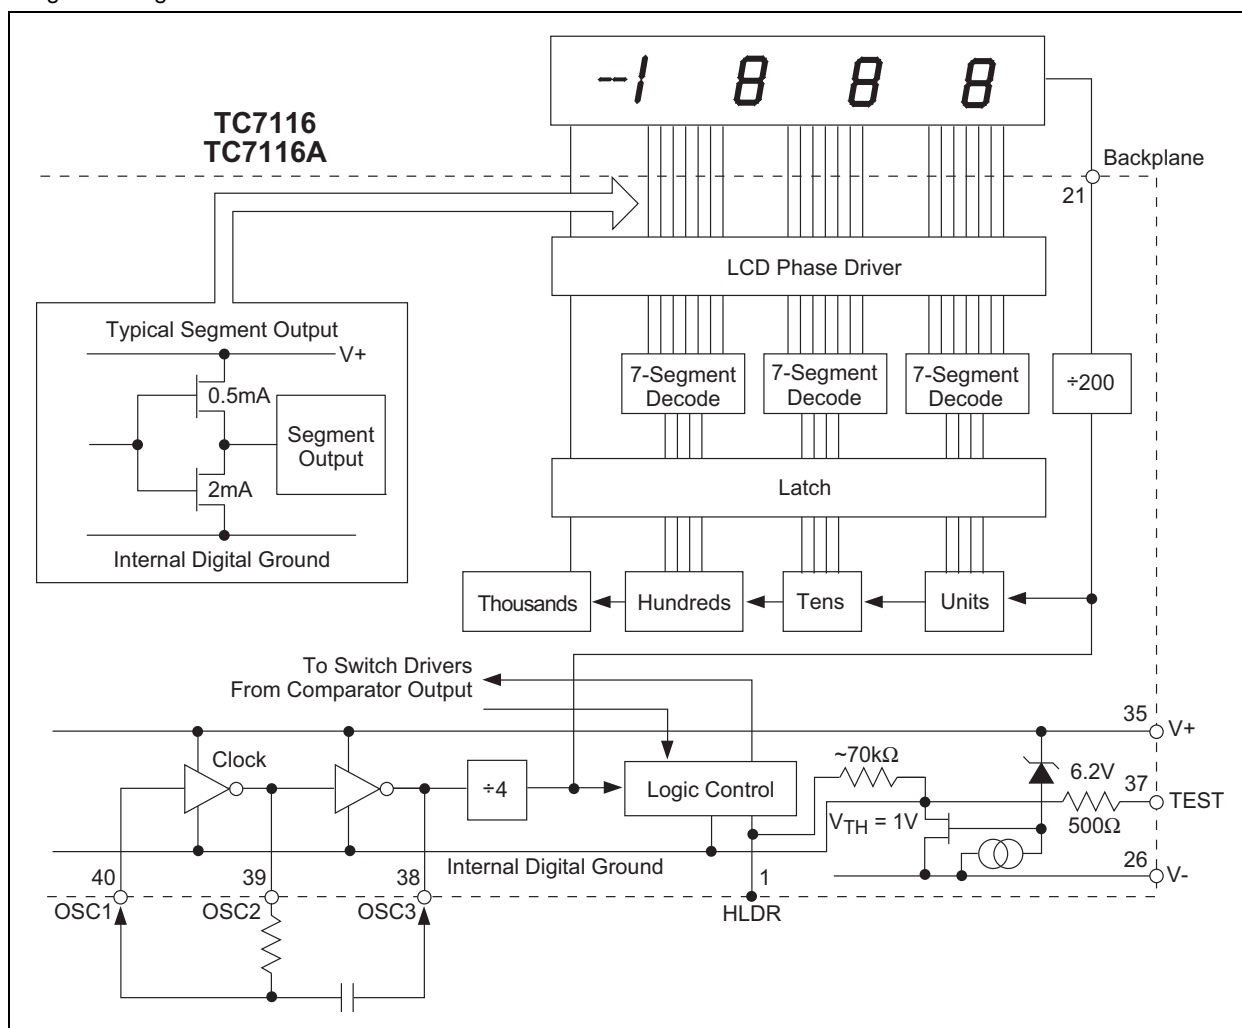 -1 8 8 8
TC7116
TC7116A
Backplane
21
LCD Phase Driver
Typical Segment Output
V+
0.5mA
Segment
Output
2mA
Internal Digital Ground
7-Segment
Decode
7-Segment
Decode
7-Segment
Decode
÷200
Latch
Thousands
Hundreds
Tens
Units
To Switch Drivers
From Comparator Output
35
V+
Clock
~70kΩ
6.2V
÷4
Logic Control
37
TEST
VTH = 1V
500Ω
Internal Digital Ground
26
V-
40
39
38
1
OSC1
OSC2
OSC3
HLDR